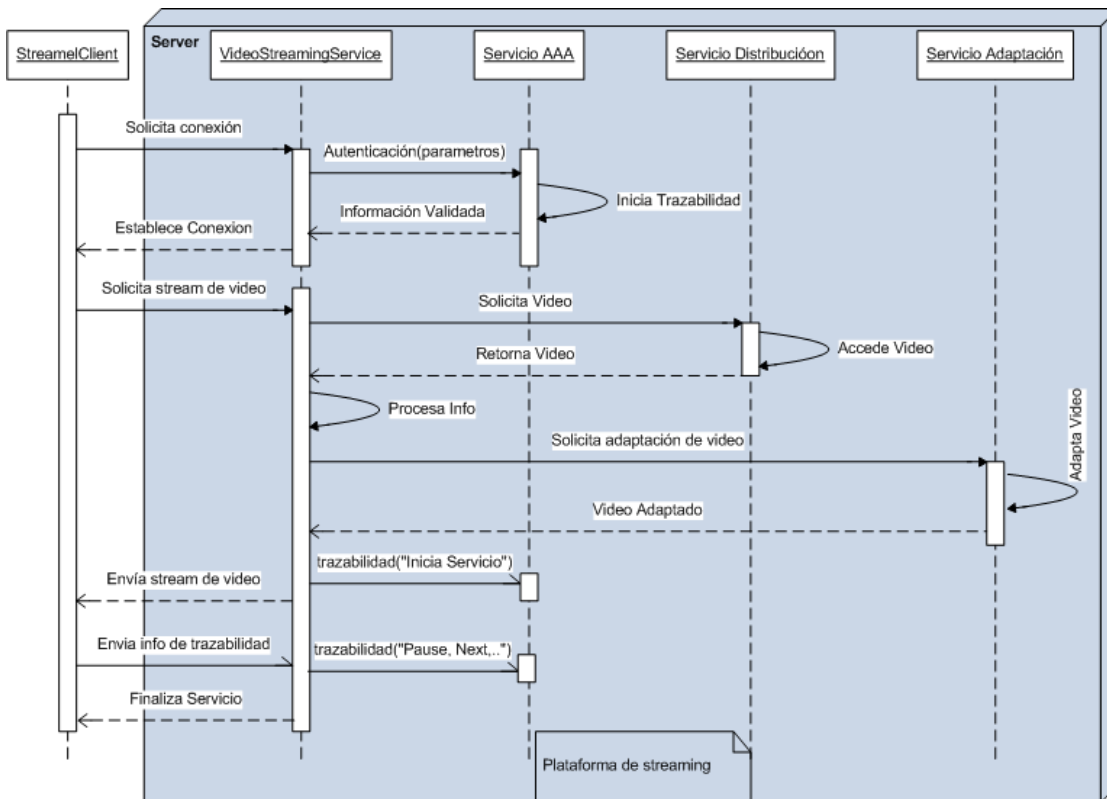 Server
StreamelClient
VideoStreamingService
Servicio AAA
Servicio Distribucióon
Servicio Adaptación
Solicita conexión
Autenticación(parametros)
Inicia Trazabilidad
Información Validada
Establece Conexion
Solicita stream de video
Solicita Video
Accede Video
Retorna Video
Procesa Info
Solicita adaptación de video
Adapta Video
Video Adaptado
trazabilidad("Inicia Servicio")
Envía stream de video
Envia info de trazabilidad
trazabilidad("Pause, Next,..")
Finaliza Servicio
Plataforma de streaming